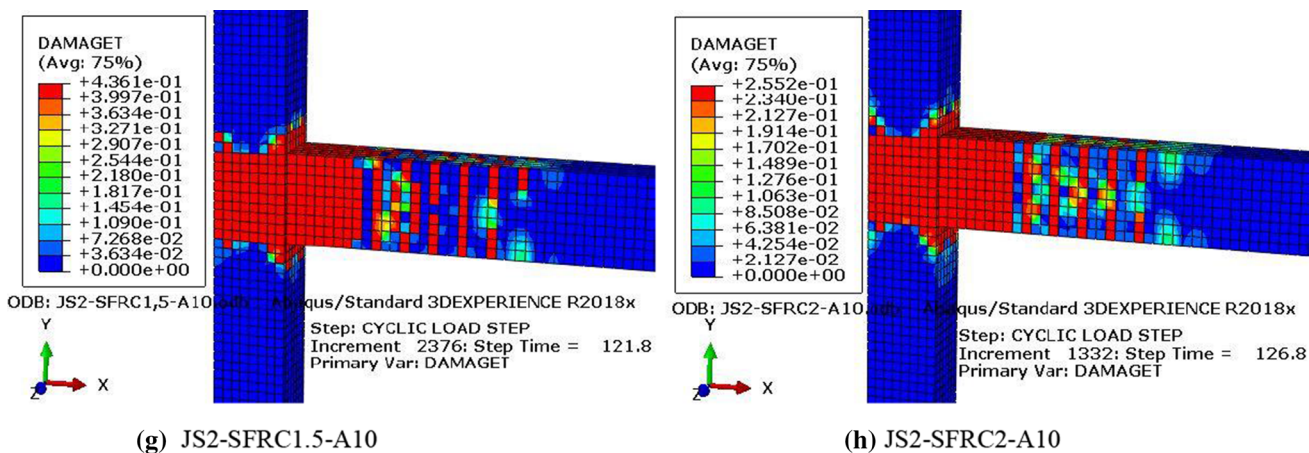 DAMAGET
(Avg: 75%)
+4.361e-01
+3.997e-01
+3.634e-01
+3.271e-01
+2.907e-01
+2.544e-01
+2.180e-01
+1.817e-01
+1.454e-01
+1.090e-01
+7.268e-02
+3.634e-02
+0.000e+00
ODB: JS2-SFRC1,5-A10.odb Abaqus/Standard 3DEXPERIENCE R2018x
Y
Z
X
Step: CYCLIC LOAD STEP
Increment 2376: Step Time = 121.8
Primary Var: DAMAGET
(g) JS2-SFRC1.5-A10
DAMAGET
(Avg: 75%)
+2.552e-01
+2.340e-01
+2.127e-01
+1.914e-01
+1.702e-01
+1.489e-01
+1.276e-01
+1.063e-01
+8.508e-02
+6.381e-02
+4.254e-02
+2.127e-02
+0.000e+00
ODB: JS2-SFRC2-A10.odb Abaqus/Standard 3DEXPERIENCE R2018x
Y
Z
X
Step: CYCLIC LOAD STEP
Increment 1332: Step Time = 126.8
Primary Var: DAMAGET
(h) JS2-SFRC2-A10